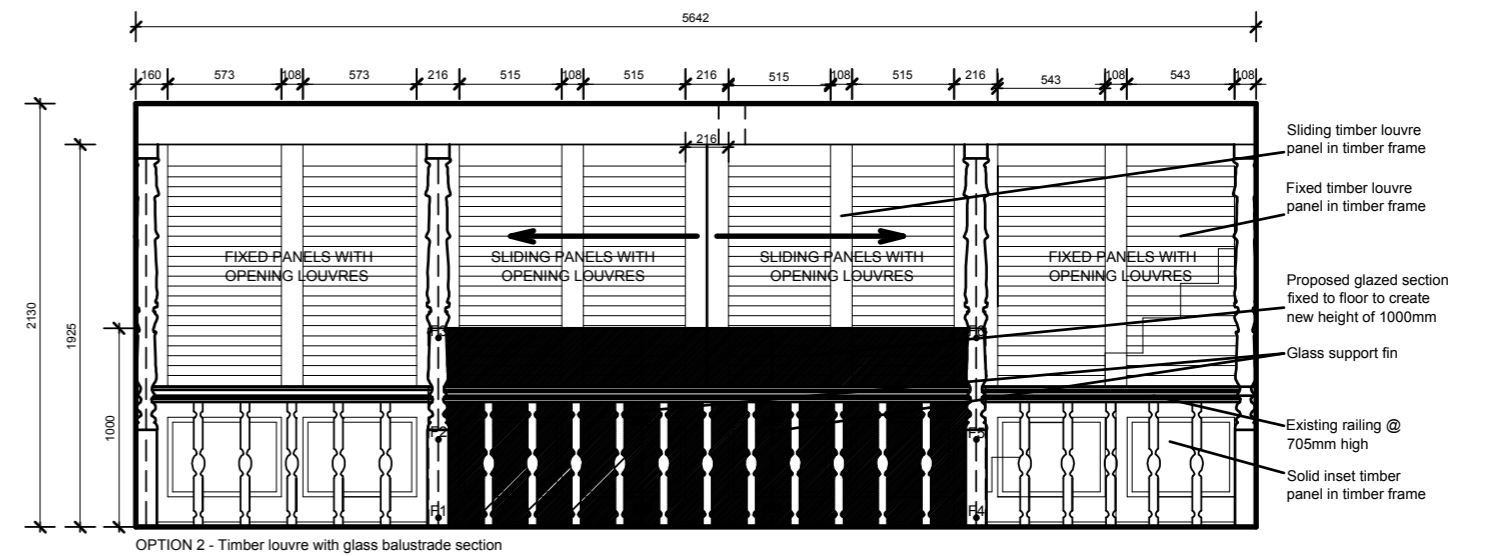 5642
160 573 108 573 216 515 108 515 216 515 108 515 216 543 108 543 108
216
2130
1925
1000
FIXED PANELS WITH
OPENING LOUVRES
SLIDING PANELS WITH
OPENING LOUVRES
SLIDING PANELS WITH
OPENING LOUVRES
FIXED PANELS WITH
OPENING LOUVRES
Sliding timber louvre
panel in timber frame
Fixed timber louvre
panel in timber frame
Proposed glazed section
fixed to floor to create
new height of 1000mm
Glass support fin
Existing railing @
705mm high
Solid inset timber
panel in timber frame
F2
F5
F1
F4
OPTION 2 - Timber louvre with glass balustrade section